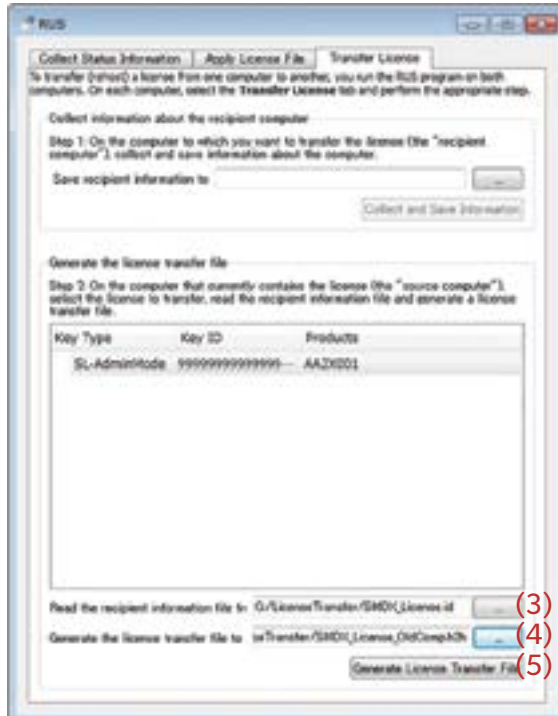 RUS
Collect Status Information Apply License File Transfer License
To transfer (rehost) a license from one computer to another, you run the RUS program on both
computers. On each computer, select the Transfer License tab and perform the appropriate step.
Collect information about the recipient computer
Step 1: On the computer to which you want to transfer the license (the "recipient
computer"), collect and save information about the computer.
Save recipient information to ...
Collect and Save Information
Generate the license transfer file
Step 2: On the computer that currently contains the license (the "source computer"),
select the license to transfer, read the recipient information file and generate a license
transfer file.
Key Type Key ID Products
SL-AdminMode 99999999999999...
Read the recipient information file fr G:/LicenseTransfer/SMDX_License.id ... (3)
Generate the license transfer file to ... (4)
Generate License Transfer File (5)